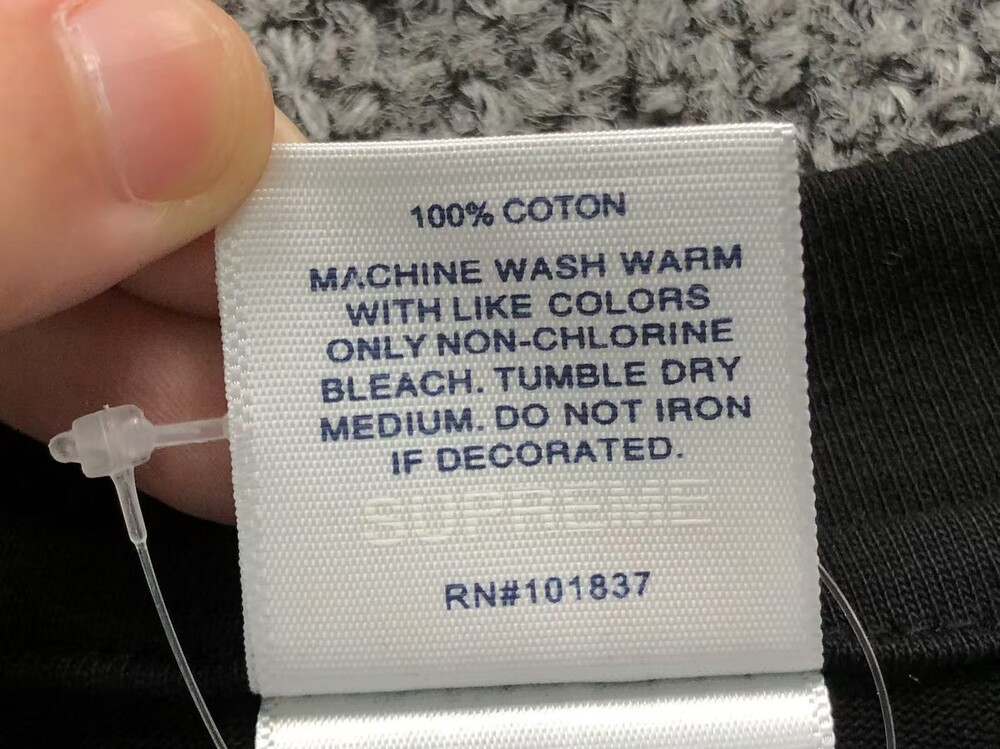 100% COTON
MACHINE WASH WARM
WITH LIKE COLORS
ONLY NON-CHLORINE
BLEACH. TUMBLE DRY
MEDIUM. DO NOT IRON
IF DECORATED.
SUPREME
RN#101837